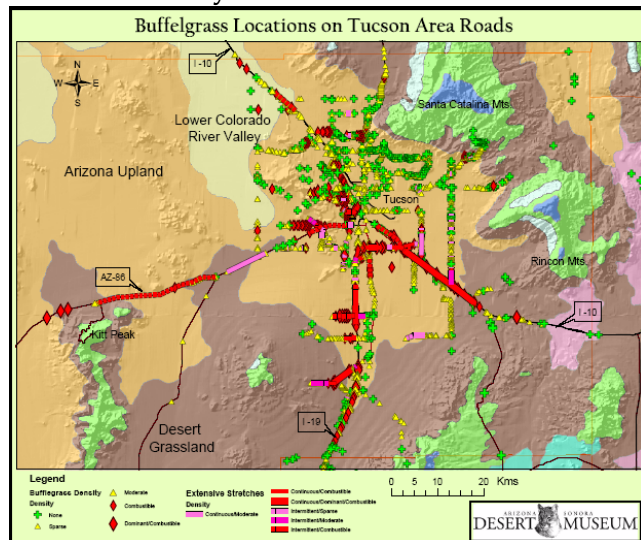 Buffelgrass Locations on Tucson Area Roads
I -10
N
W E
S
Santa Catalina Mts
Lower Colorado
River Valley
Arizona Upland
Tucson
Rincon Mts
AZ-86
I -10
Kitt Peak
I -19
Desert
Grassland
Legend
Buffelgrass Density
Density
None
Sparse
Moderate
Combustible
Dominant/Combustible
Extensive Stretches
Density
Continuous/Moderate
Continuous/Combustible
Continuous/Dominant/Combustible
Intermittent/Sparse
Intermittent/Moderate
Intermittent/Combustible
0 5 10 20 Kms
ARIZONA SONORA
DESERT MUSEUM